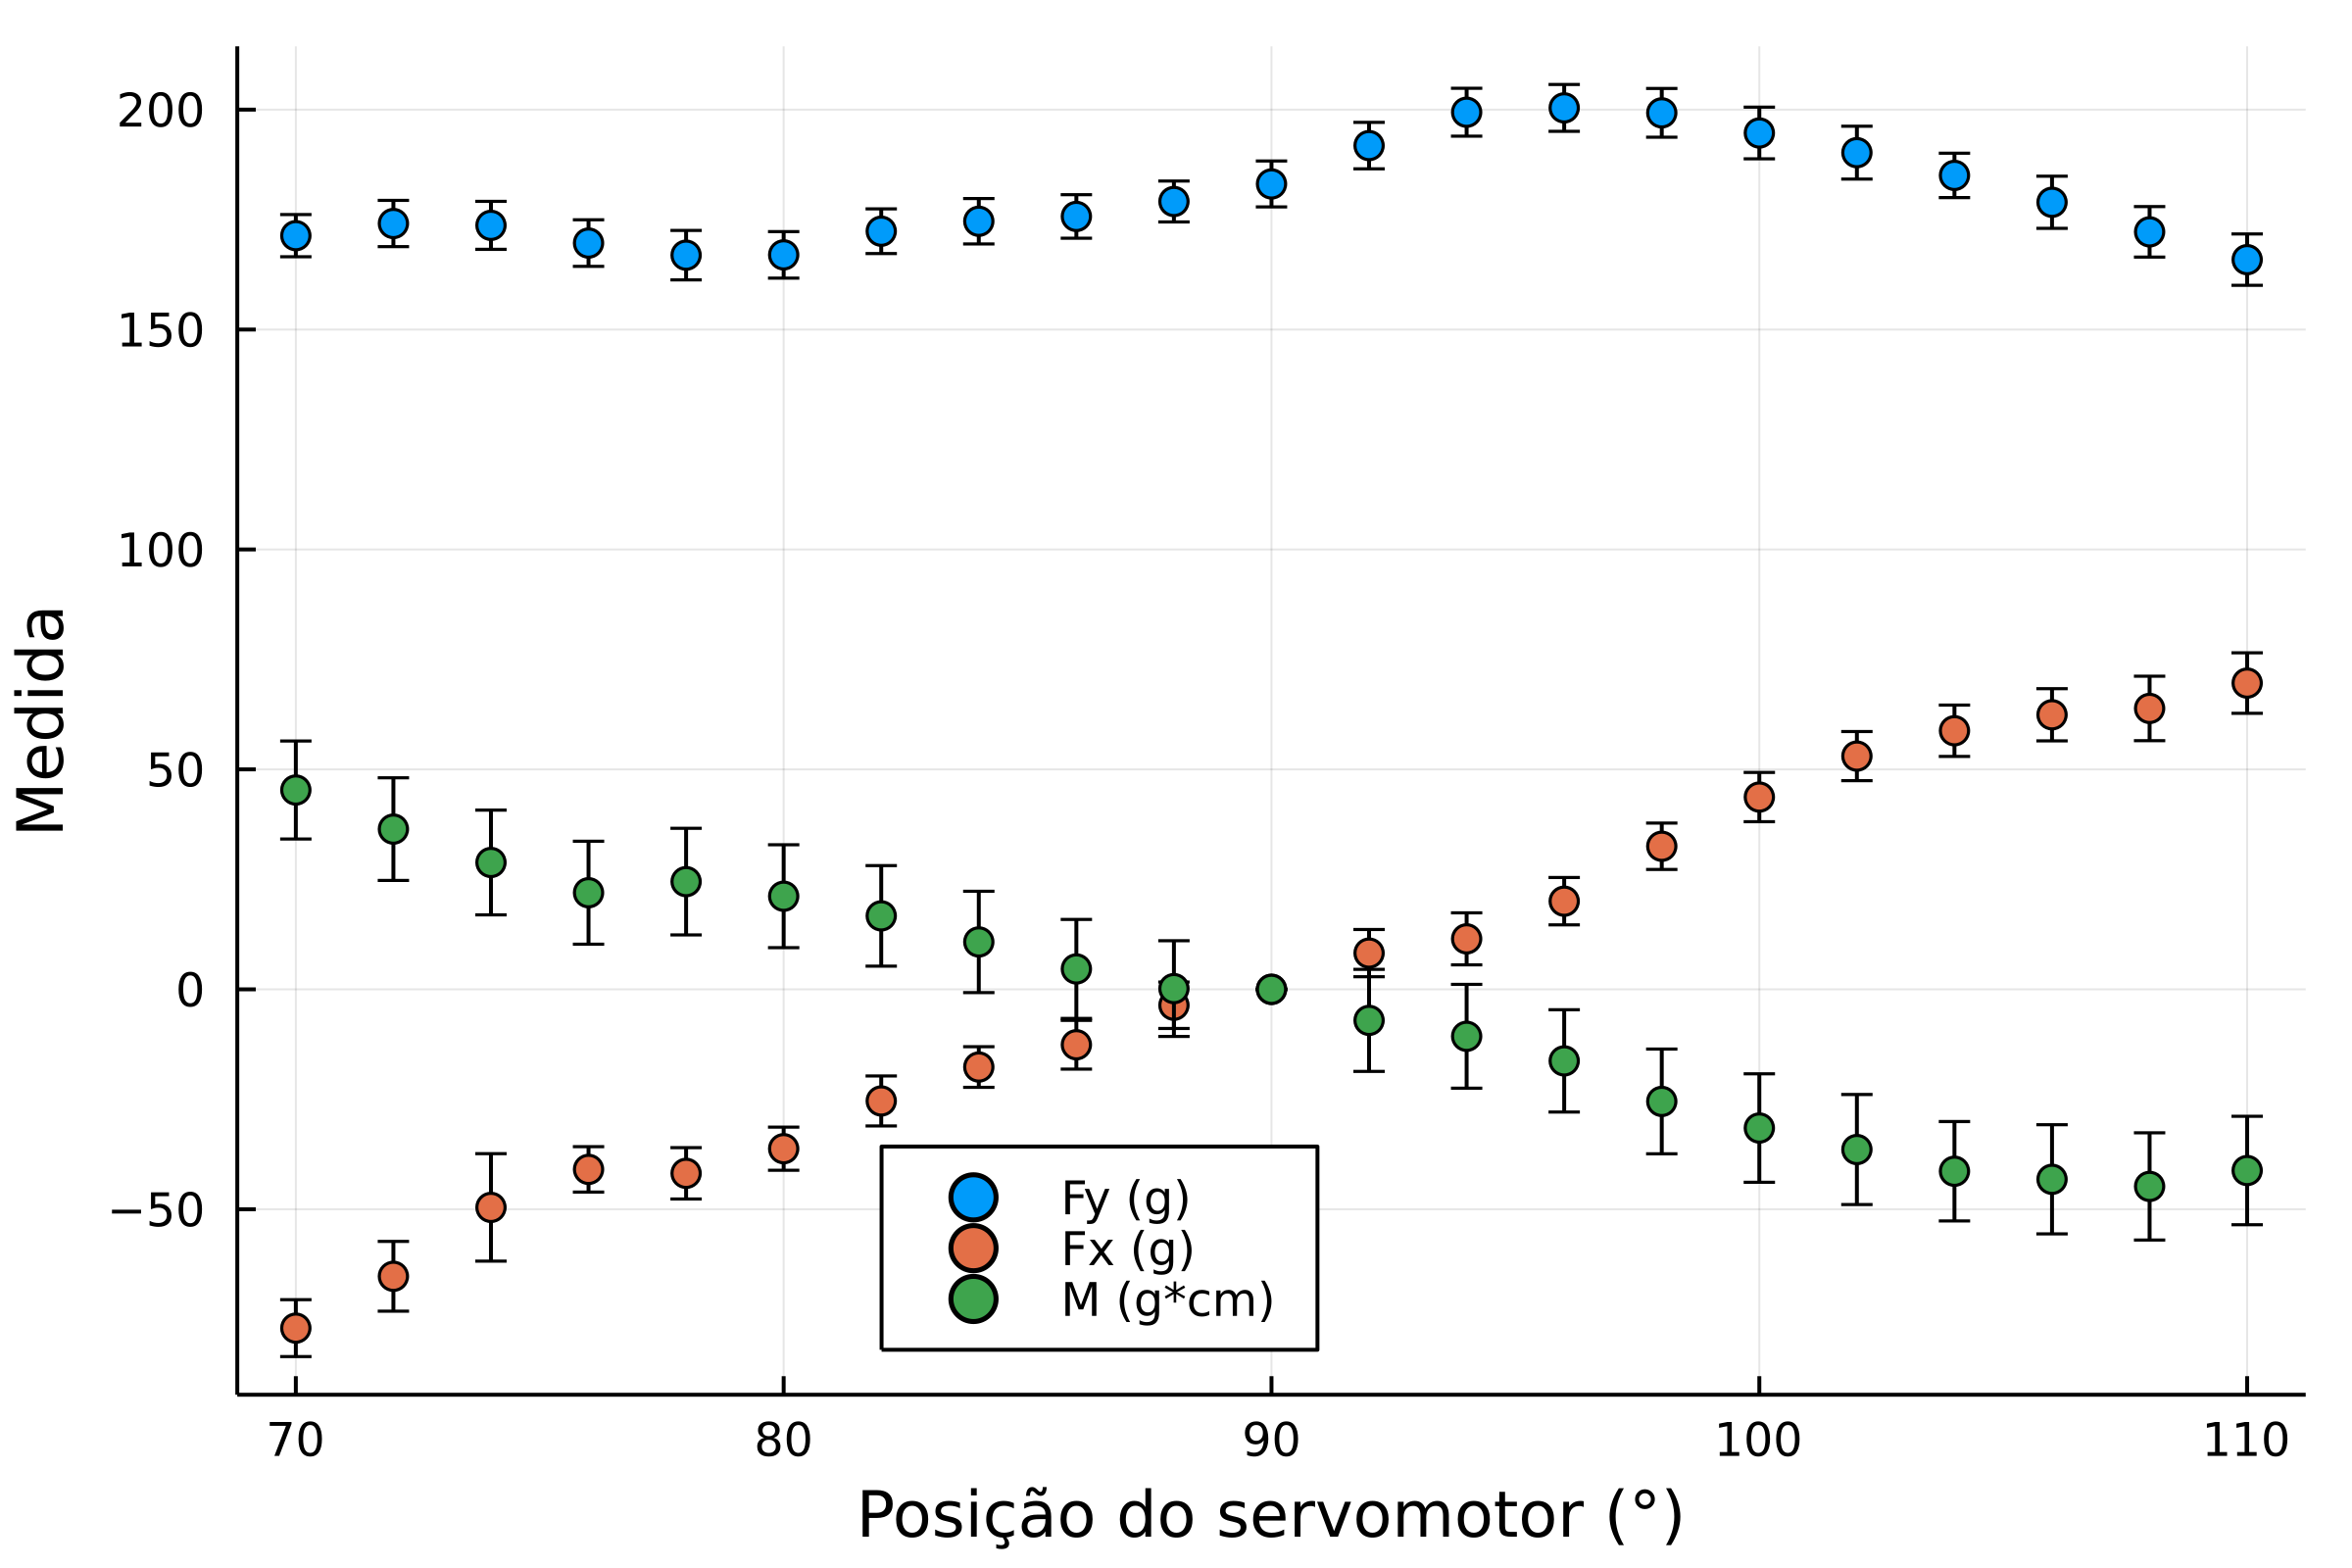 200
150
100
50
0
−50
Medida
Fy (g)
Fx (g)
M (g*cm)
70 80 90 100 110
Posição do servomotor (°)